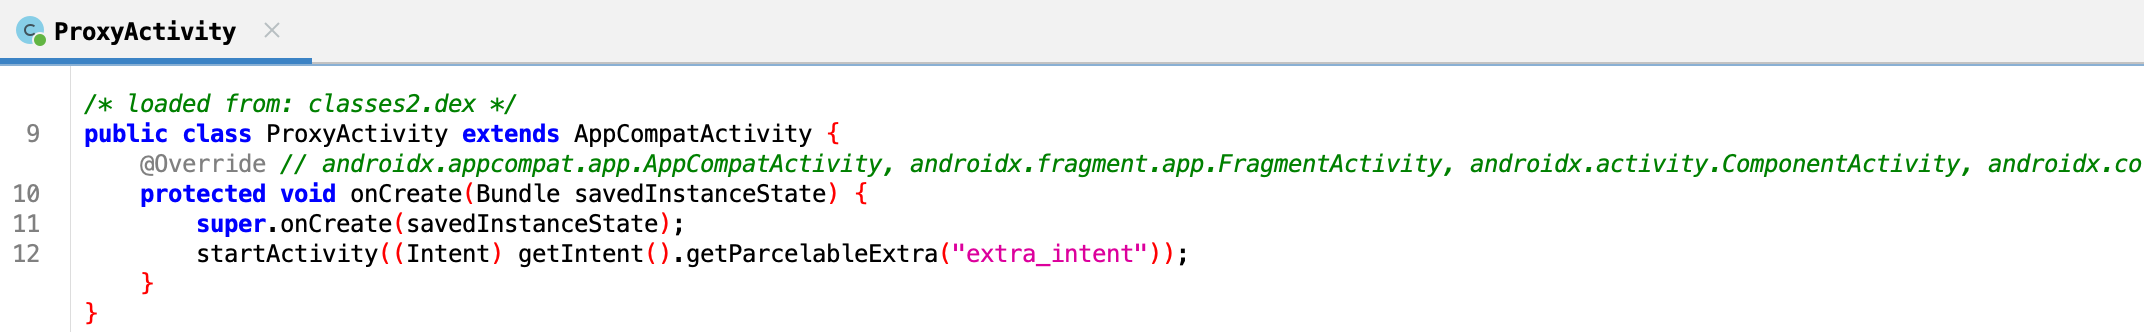 ProxyActivity
/* loaded from: classes2.dex */
9 public class ProxyActivity extends AppCompatActivity {
@Override // androidx.appcompat.app.AppCompatActivity, androidx.fragment.app.FragmentActivity, androidx.activity.ComponentActivity, androidx.co
10 protected void onCreate(Bundle savedInstanceState) {
11 super.onCreate(savedInstanceState);
12 startActivity((Intent) getIntent().getParcelableExtra("extra_intent"));
}
}